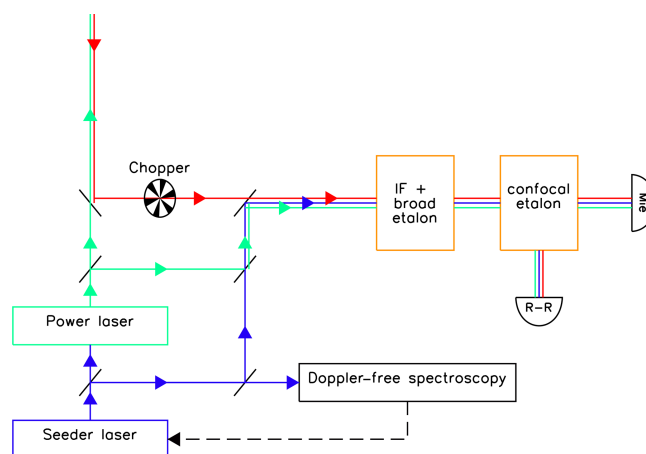 Chopper
IF +
broad
etalon
confocal
etalon
Mie
R-R
Power laser
Doppler-free spectroscopy
Seeder laser